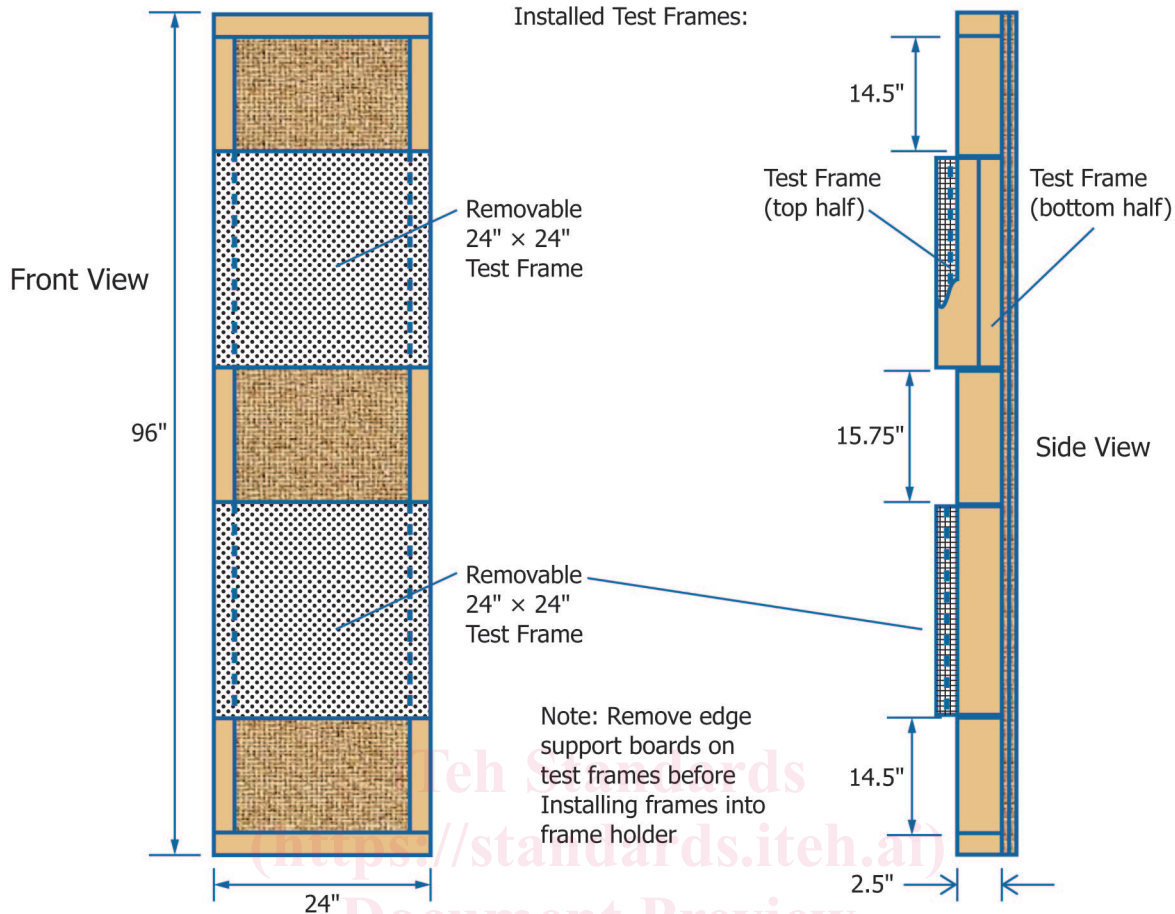 Installed Test Frames:
14.5"
Test Frame
(top half)
Test Frame
(bottom half)
Removable
24" × 24"
Test Frame
Front View
96"
15.75"
Side View
Removable
24" × 24"
Test Frame
Note: Remove edge
support boards on
test frames before
Installing frames into
frame holder
14.5"
2.5"
24"
iTeh Standards
(https://standards.iteh.ai)
Document Preview